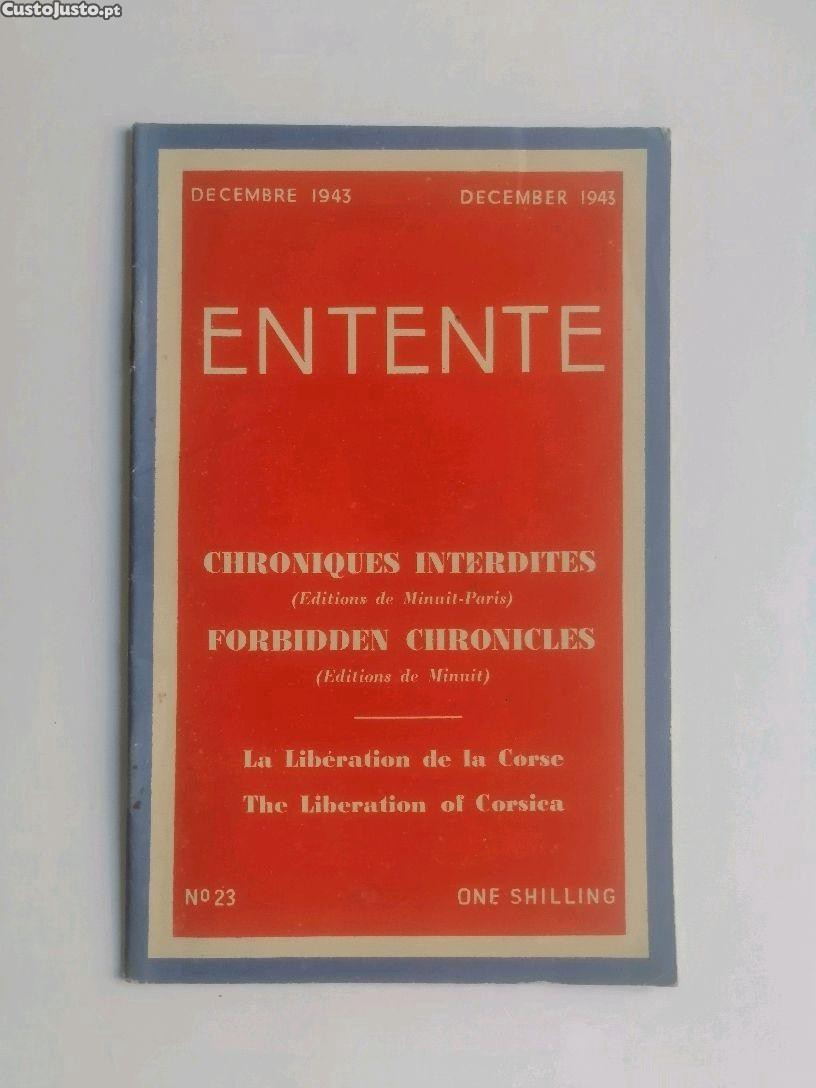 CustoJusto.pt
DECEMBRE 1943 DECEMBER 1943
ENTENTE
CHRONIQUES INTERDITES
(Editions de Minuit-Paris)
FORBIDDEN CHRONICLES
(Editions de Minuit)
La Libération de la Corse
The Liberation of Corsica
Nº 23 ONE SHILLING